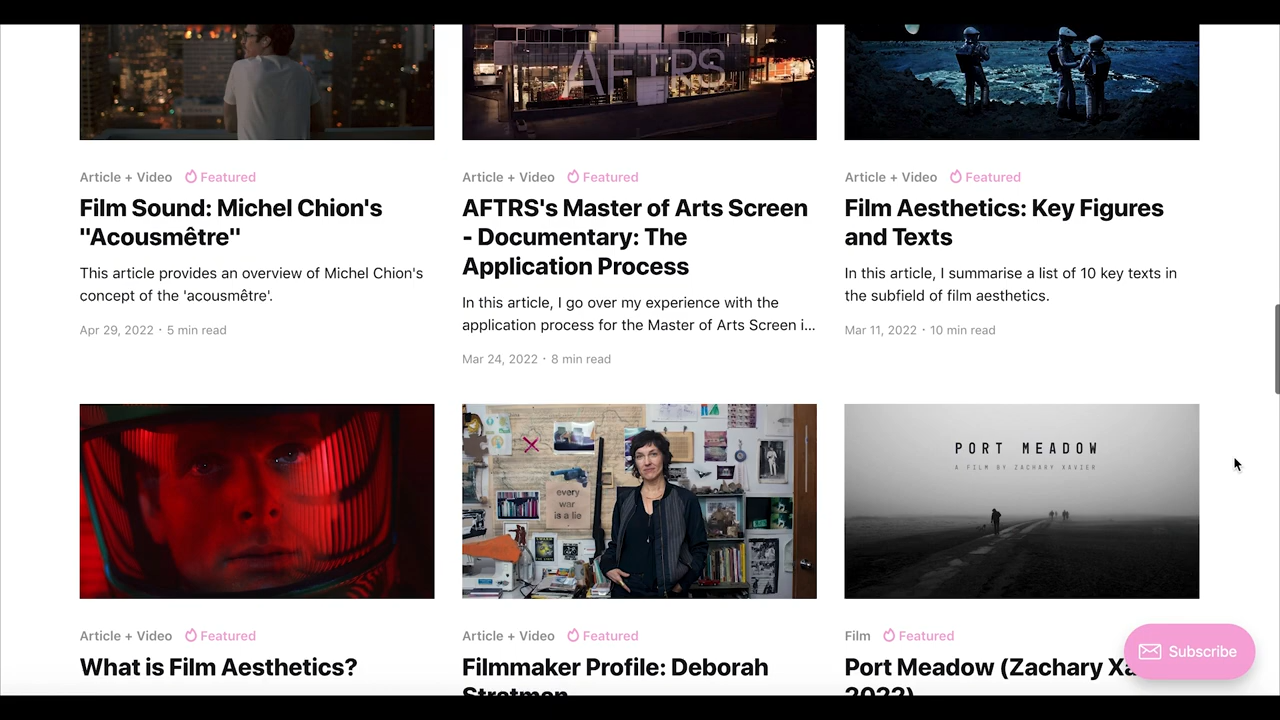 AFTRS
Article + Video Featured
Film Sound: Michel Chion's
"Acousmêtre"
This article provides an overview of Michel Chion's
concept of the 'acousmêtre'.
Apr 29, 2022 • 5 min read
Article + Video Featured
AFTRS's Master of Arts Screen
- Documentary: The
Application Process
In this article, I go over my experience with the
application process for the Master of Arts Screen i...
Mar 24, 2022 • 8 min read
Article + Video Featured
Film Aesthetics: Key Figures
and Texts
In this article, I summarise a list of 10 key texts in
the subfield of film aesthetics.
Mar 11, 2022 • 10 min read
Article + Video Featured
What is Film Aesthetics?
every
war
is a lie
Article + Video Featured
Filmmaker Profile: Deborah
Stratman
PORT MEADOW
A FILM BY ZACHARY XAVIER
Film Featured
Port Meadow (Zachary Xa
2022)
Subscribe